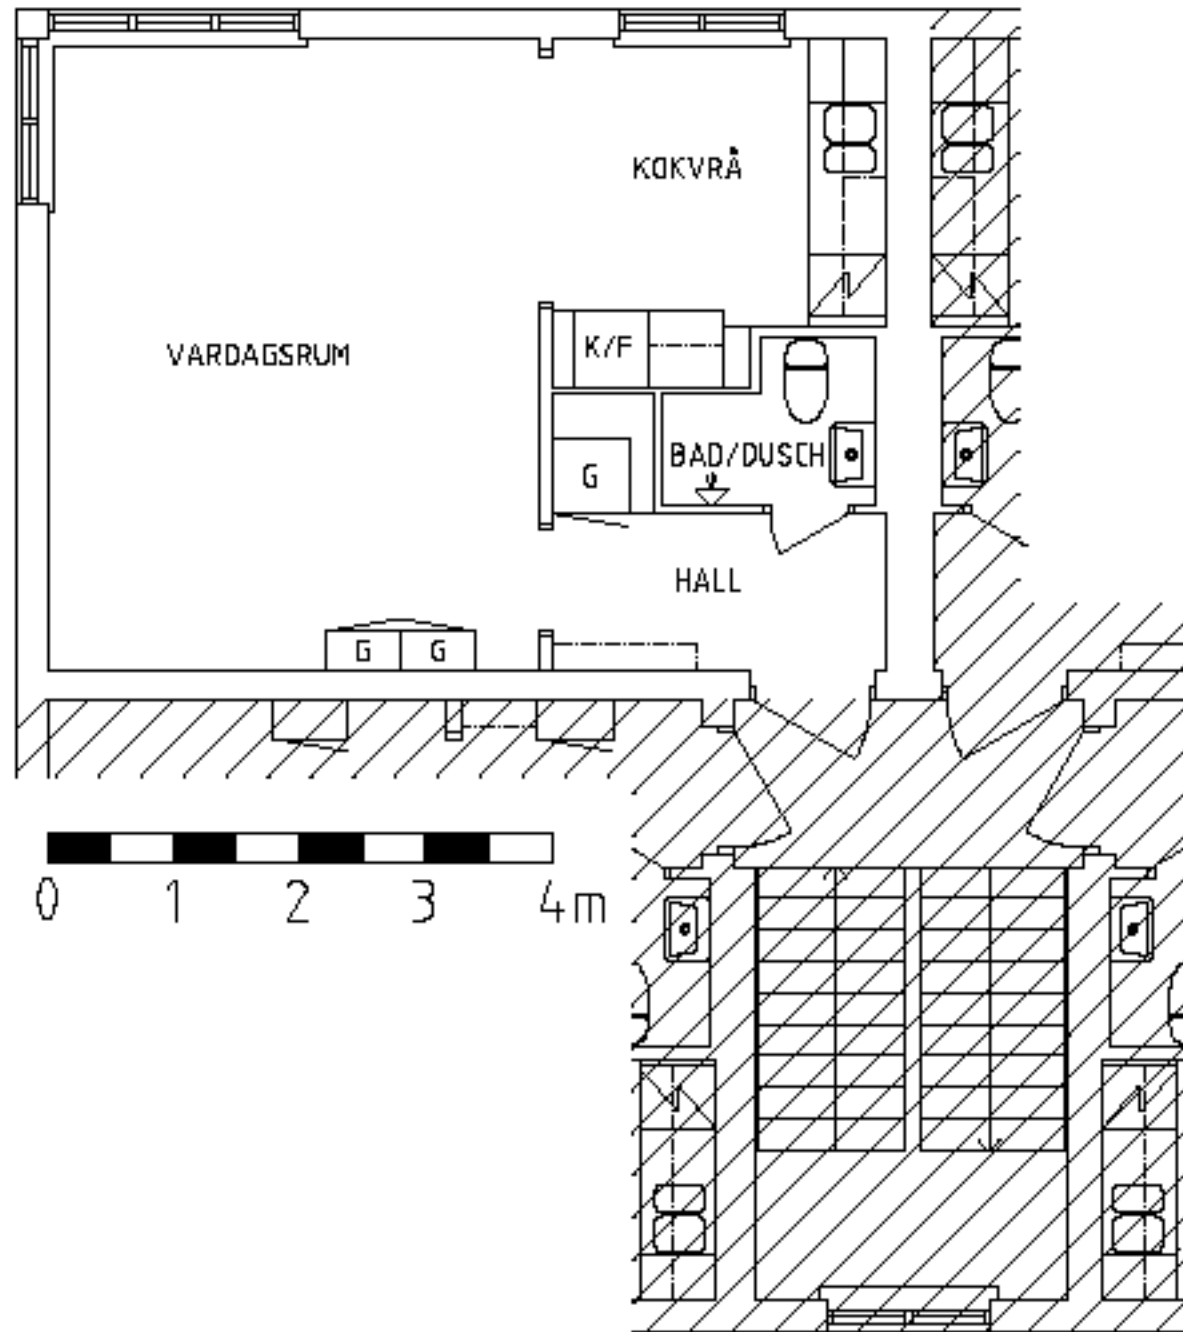 KOKVRÅ
VARDAGSRUM
K/F
BAD/DUSCH
G
HALL
G G
0 1 2 3 4m